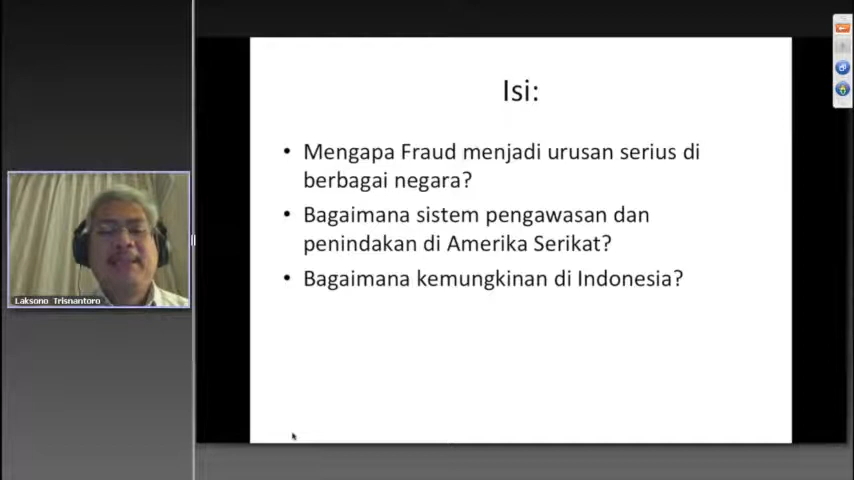 Isi:
• Mengapa Fraud menjadi urusan serius di
berbagai negara?
• Bagaimana sistem pengawasan dan
penindakan di Amerika Serikat?
• Bagaimana kemungkinan di Indonesia?
Laksono Trisnantoro